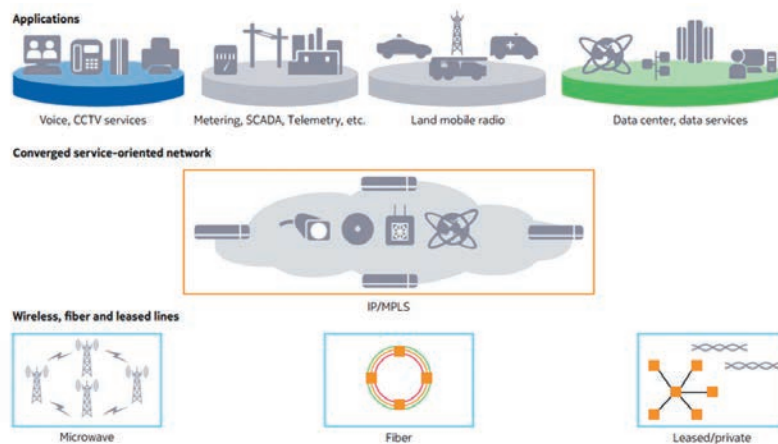 Applications
Voice, CCTV services
Metering, SCADA, Telemetry, etc.
Land mobile radio
Data center, data services
Converged service-oriented network
IP/MPLS
Wireless, fiber and leased lines
Microwave
Fiber
Leased/private